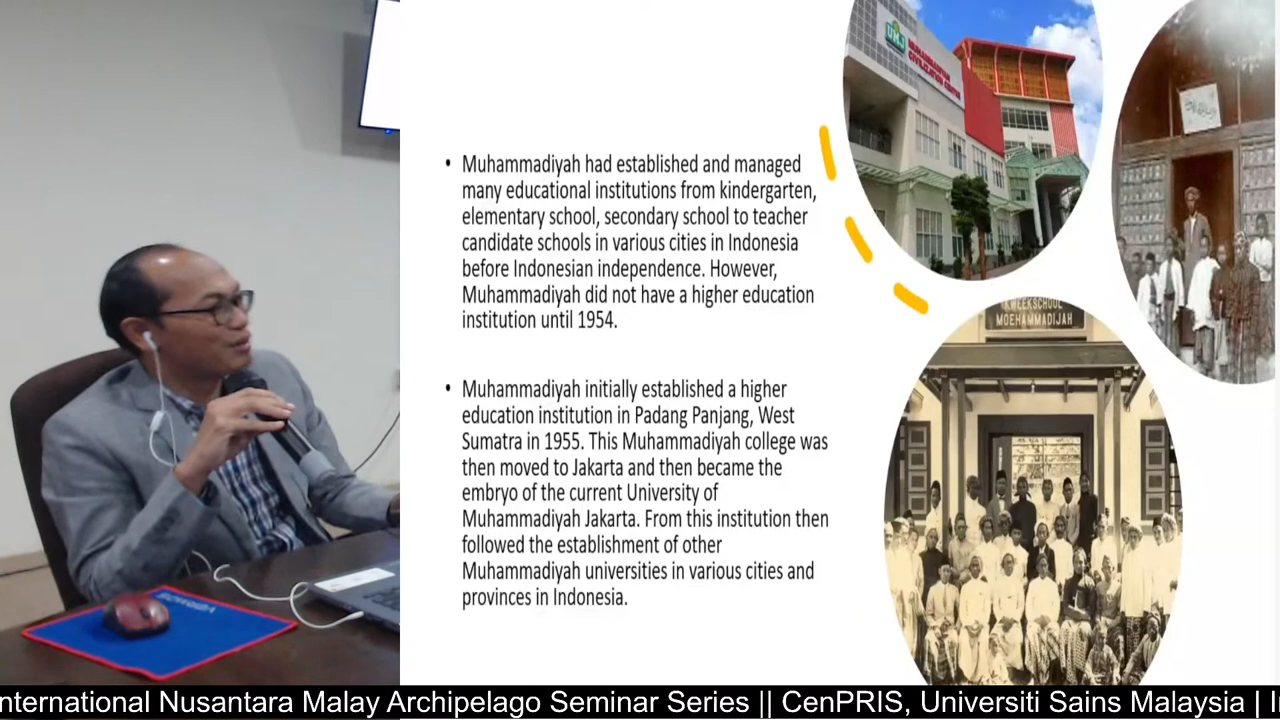 • Muhammadiyah had established and managed
many educational institutions from kindergarten,
elementary school, secondary school to teacher
candidate schools in various cities in Indonesia
before Indonesian independence. However,
Muhammadiyah did not have a higher education
institution until 1954.
• Muhammadiyah initially established a higher
education institution in Padang Panjang, West
Sumatra in 1955. This Muhammadiyah college was
then moved to Jakarta and then became the
embryo of the current University of
Muhammadiyah Jakarta. From this institution then
followed the establishment of other
Muhammadiyah universities in various cities and
provinces in Indonesia.
UMJ
CIVILIZATION CENTER
KWEEKSCHOOL
MOEHAMMADIJAH
nternational Nusantara Malay Archipelago Seminar Series || CenPRIS, Universiti Sains Malaysia | I